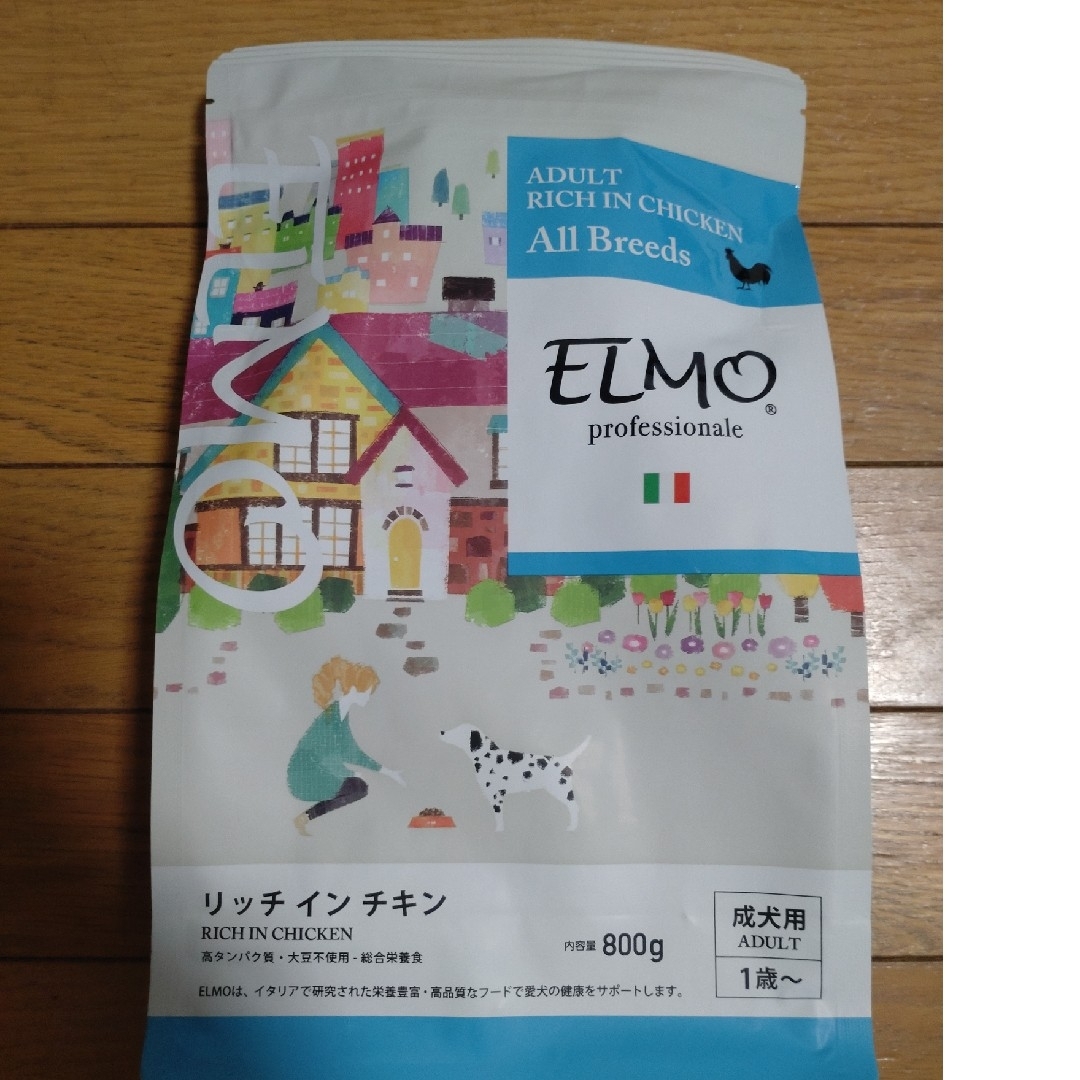 ELMO
ADULT
RICH IN CHICKEN
All Breeds
ELMO®
professionale
リッチ イン チキン
RICH IN CHICKEN
高タンパク質・大豆不使用 - 総合栄養食
内容量 800g
成犬用
ADULT
1歳～
ELMOは、イタリアで研究された栄養豊富・高品質なフードで愛犬の健康をサポートします。